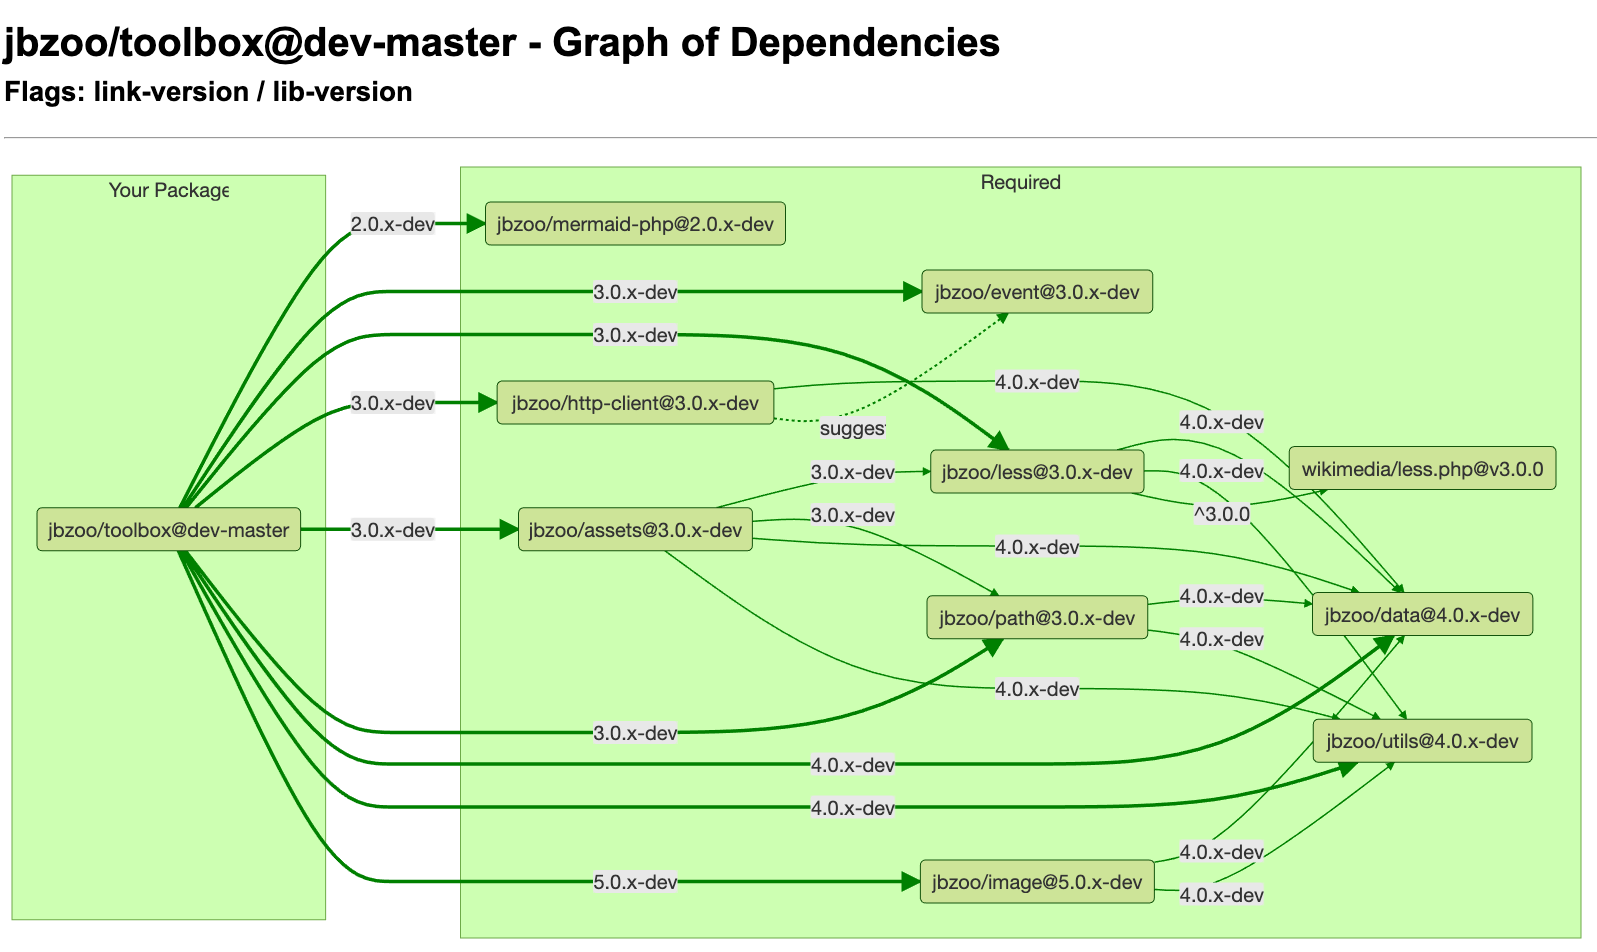 jbzoo/toolbox@dev-master - Graph of Dependencies
Flags: link-version / lib-version
Your Package
Required
2.0.x-dev
jbzoo/mermaid-php@2.0.x-dev
3.0.x-dev
jbzoo/event@3.0.x-dev
3.0.x-dev
4.0.x-dev
3.0.x-dev
jbzoo/http-client@3.0.x-dev
sugges
4.0.x-dev
3.0.x-dev
jbzoo/less@3.0.x-dev
4.0.x-dev
wikimedia/less.php@v3.0.0
3.0.x-dev
^3.0.0
jbzoo/toolbox@dev-master
3.0.x-dev
jbzoo/assets@3.0.x-dev
4.0.x-dev
4.0.x-dev
jbzoo/path@3.0.x-dev
jbzoo/data@4.0.x-dev
4.0.x-dev
4.0.x-dev
3.0.x-dev
jbzoo/utils@4.0.x-dev
4.0.x-dev
4.0.x-dev
4.0.x-dev
5.0.x-dev
jbzoo/image@5.0.x-dev
4.0.x-dev